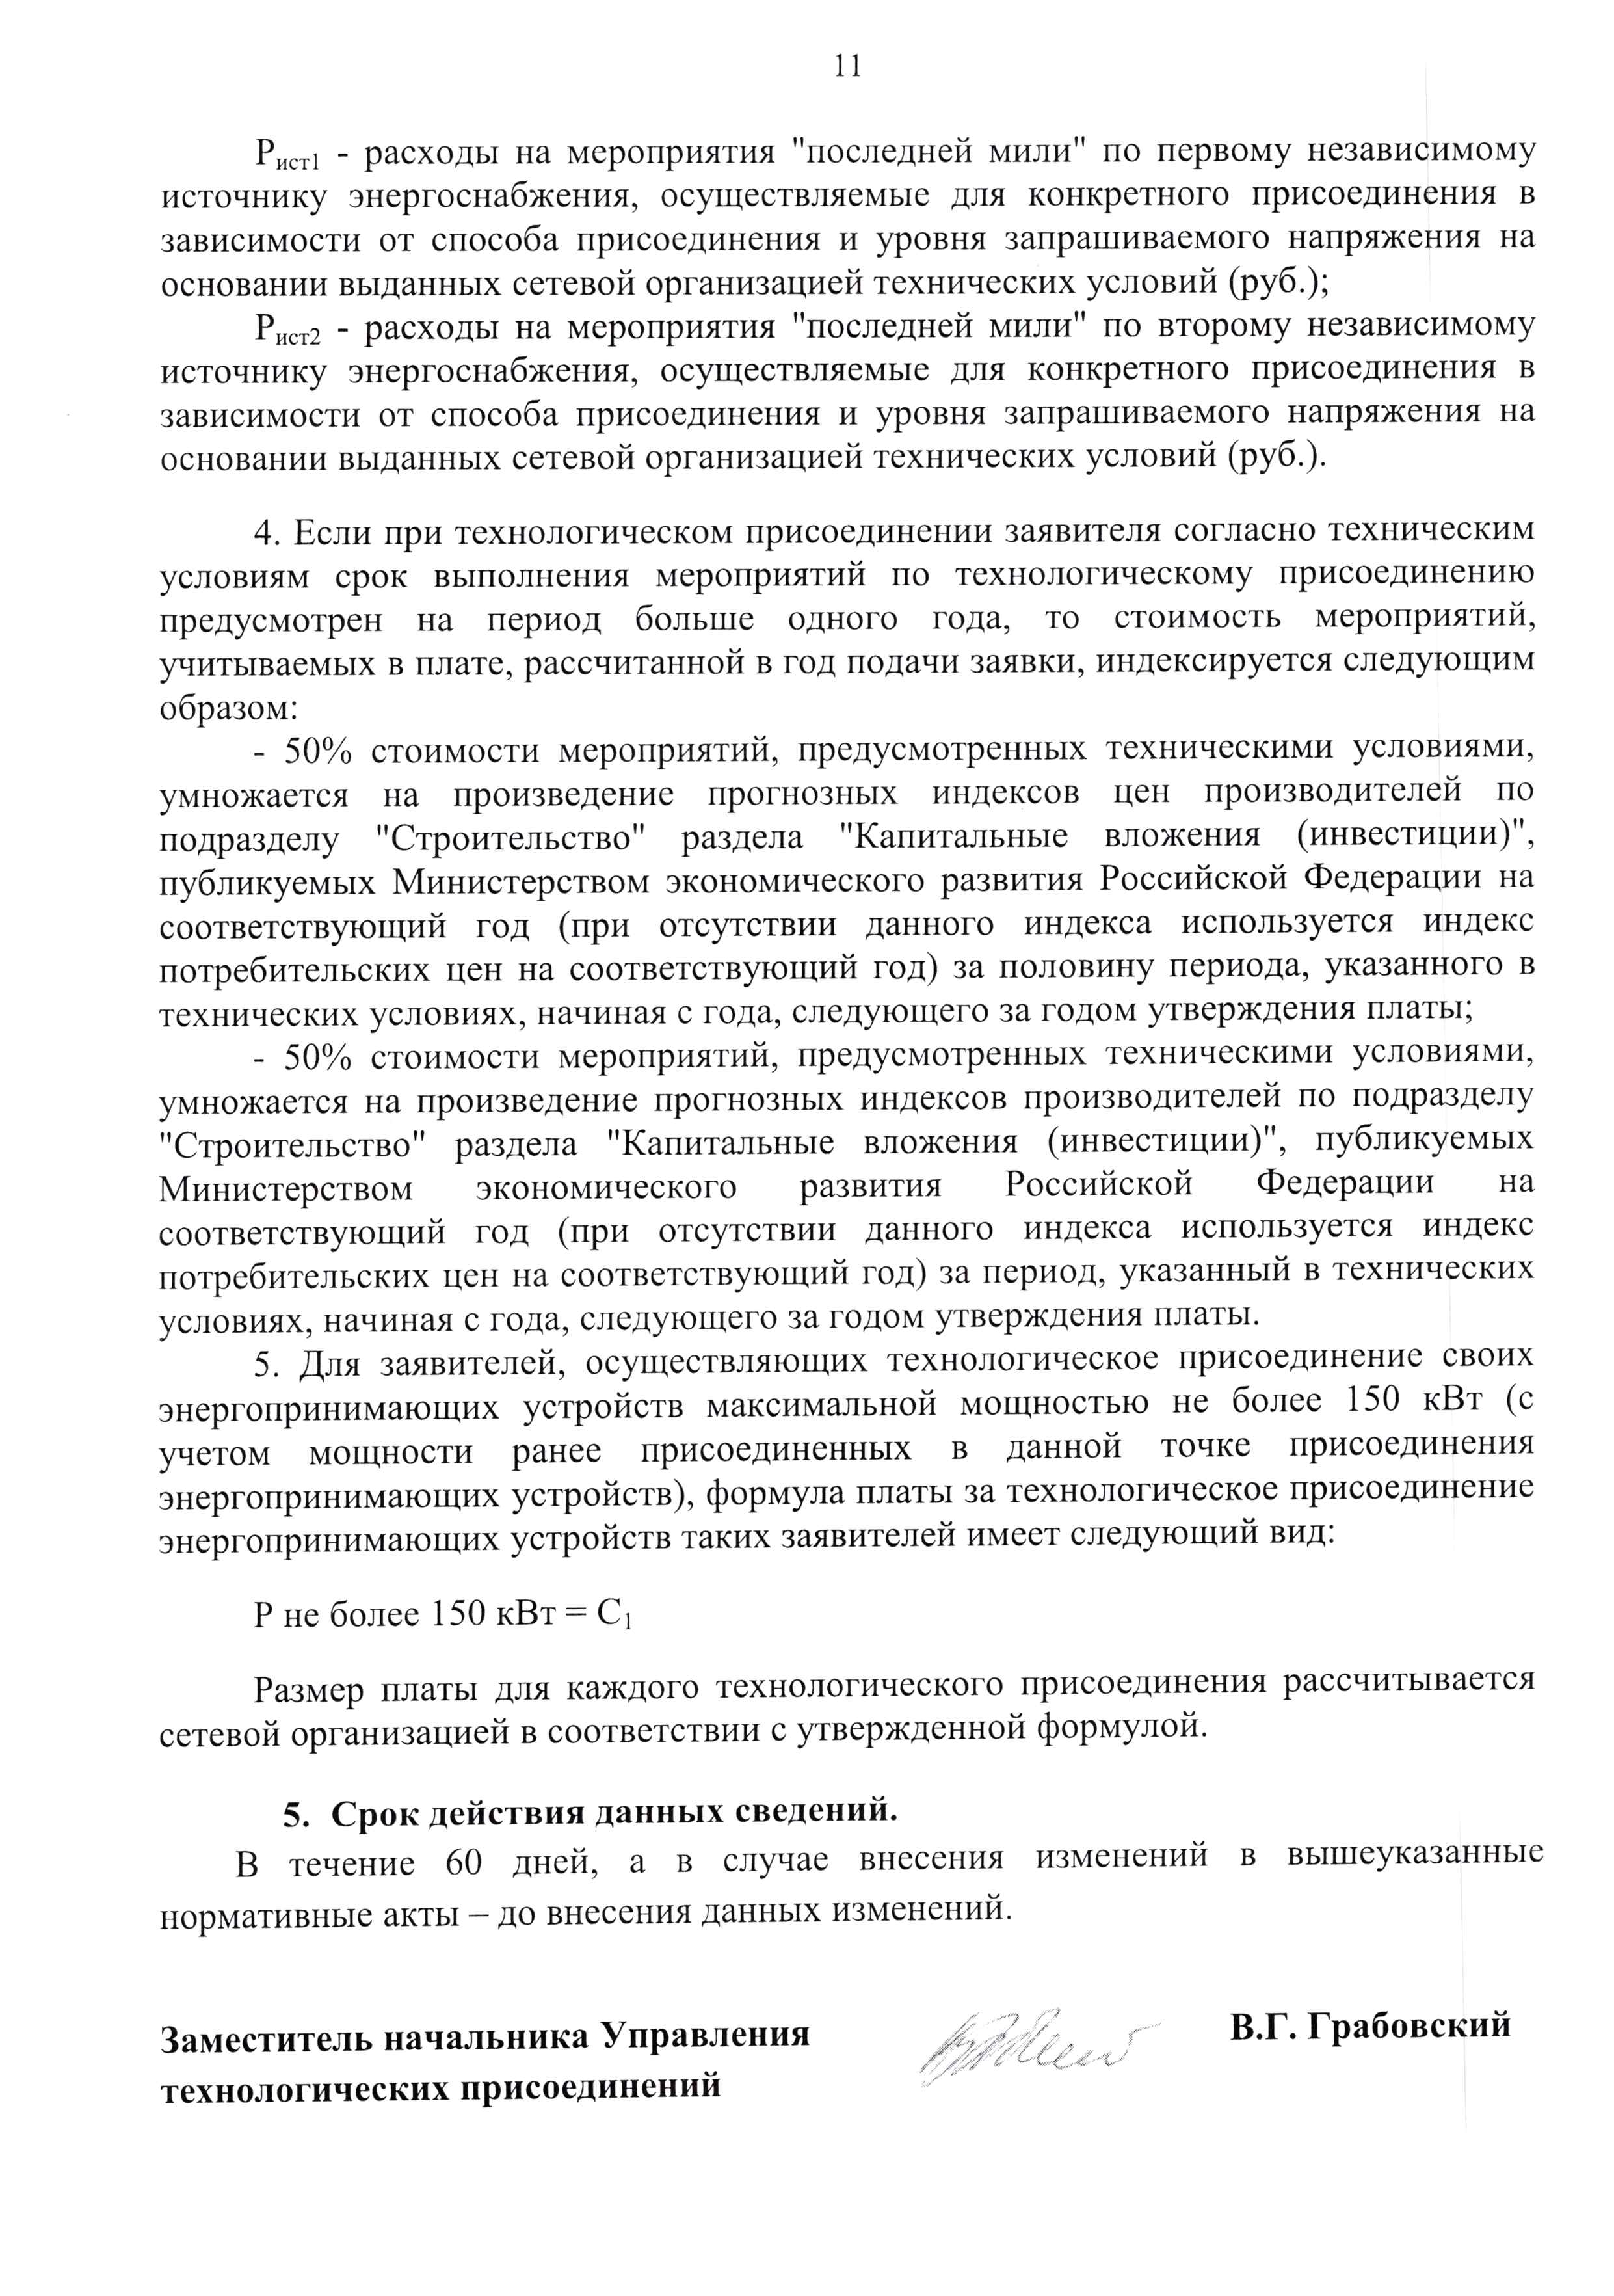 11
Рист1 - расходы на мероприятия "последней мили" по первому независимому
источнику энергоснабжения, осуществляемые для конкретного присоединения в
зависимости от способа присоединения и уровня запрашиваемого напряжения на
основании выданных сетевой организацией технических условий (руб.);
Рист2 - расходы на мероприятия "последней мили" по второму независимому
источнику энергоснабжения, осуществляемые для конкретного присоединения в
зависимости от способа присоединения и уровня запрашиваемого напряжения на
основании выданных сетевой организацией технических условий (руб.).
4. Если при технологическом присоединении заявителя согласно техническим
условиям срок выполнения мероприятий по технологическому присоединению
предусмотрен на период больше одного года, то стоимость мероприятий,
учитываемых в плате, рассчитанной в год подачи заявки, индексируется следующим
образом:
- 50% стоимости мероприятий, предусмотренных техническими условиями,
умножается на произведение прогнозных индексов цен производителей по
подразделу "Строительство" раздела "Капитальные вложения (инвестиции)",
публикуемых Министерством экономического развития Российской Федерации на
соответствующий год (при отсутствии данного индекса используется индекс
потребительских цен на соответствующий год) за половину периода, указанного в
технических условиях, начиная с года, следующего за годом утверждения платы;
- 50% стоимости мероприятий, предусмотренных техническими условиями,
умножается на произведение прогнозных индексов производителей по подразделу
"Строительство" раздела "Капитальные вложения (инвестиции)", публикуемых
Министерством экономического развития Российской Федерации на
соответствующий год (при отсутствии данного индекса используется индекс
потребительских цен на соответствующий год) за период, указанный в технических
условиях, начиная с года, следующего за годом утверждения платы.
5. Для заявителей, осуществляющих технологическое присоединение своих
энергопринимающих устройств максимальной мощностью не более 150 кВт (с
учетом мощности ранее присоединенных в данной точке присоединения
энергопринимающих устройств), формула платы за технологическое присоединение
энергопринимающих устройств таких заявителей имеет следующий вид:
Р не более 150 кВт = С1
Размер платы для каждого технологического присоединения рассчитывается
сетевой организацией в соответствии с утвержденной формулой.
5. Срок действия данных сведений.
В течение 60 дней, а в случае внесения изменений в вышеуказанные
нормативные акты – до внесения данных изменений.
Заместитель начальника Управления
технологических присоединений
В.Г. Грабовский